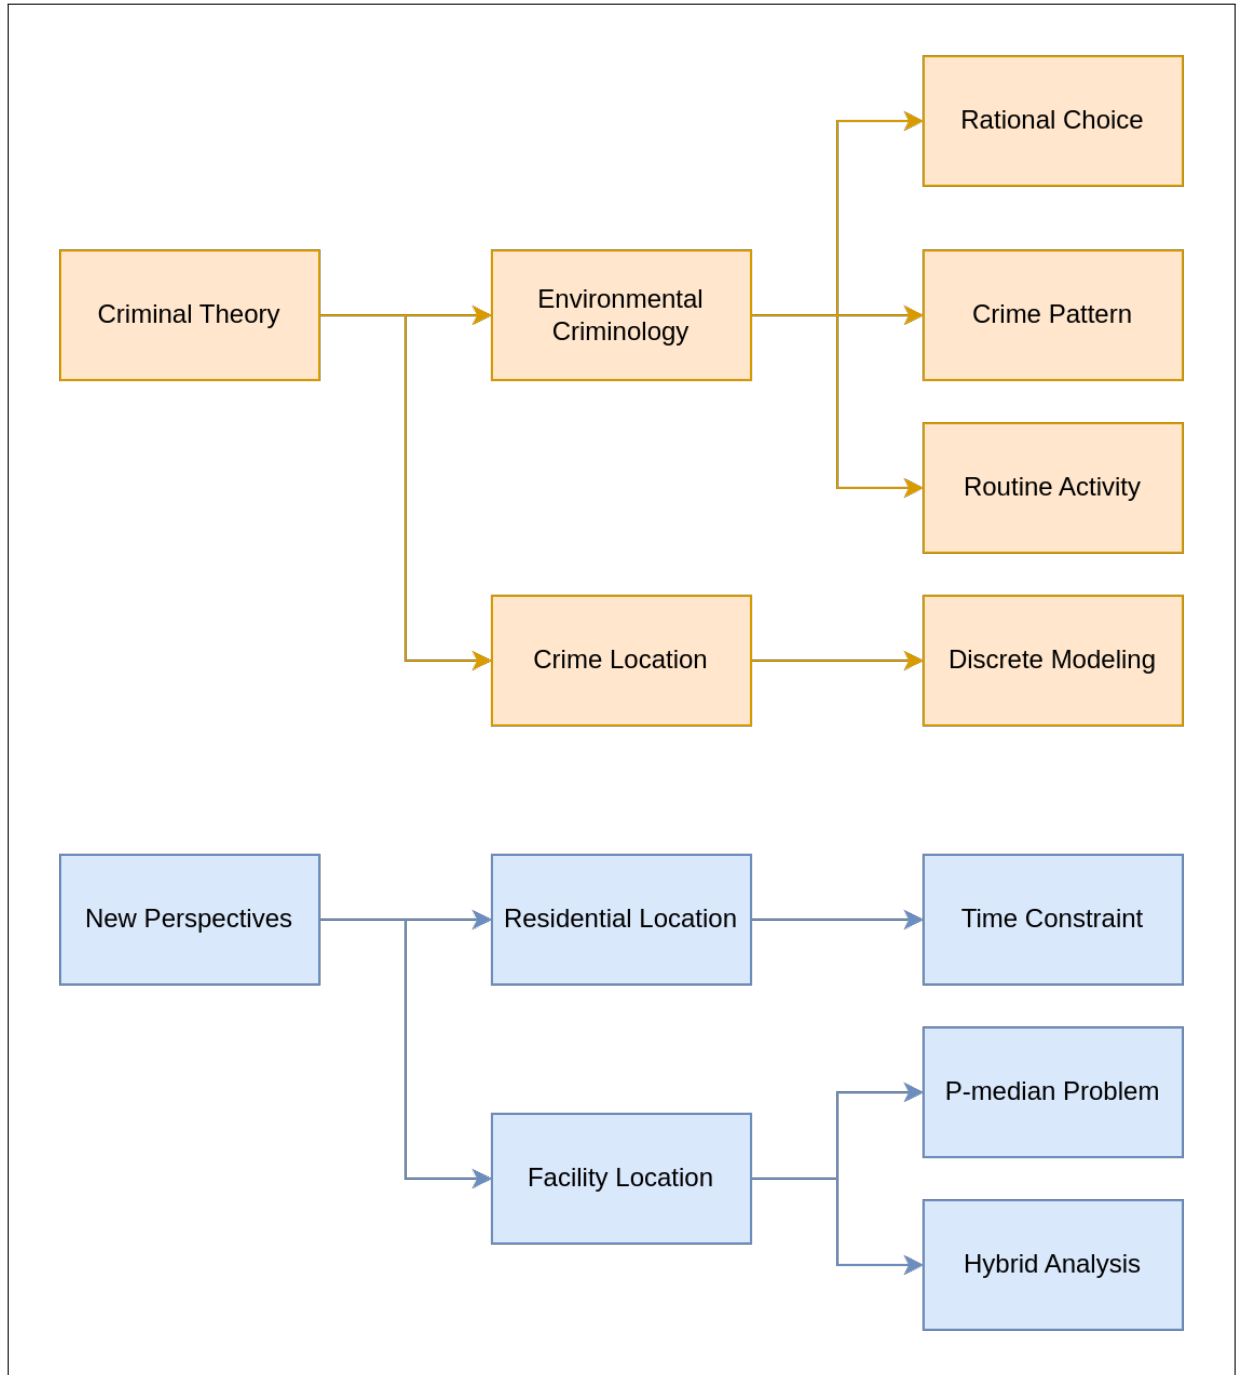 Rational Choice
Criminal Theory
Environmental
Criminology
Crime Pattern
Routine Activity
Crime Location
Discrete Modeling
New Perspectives
Residential Location
Time Constraint
P-median Problem
Facility Location
Hybrid Analysis